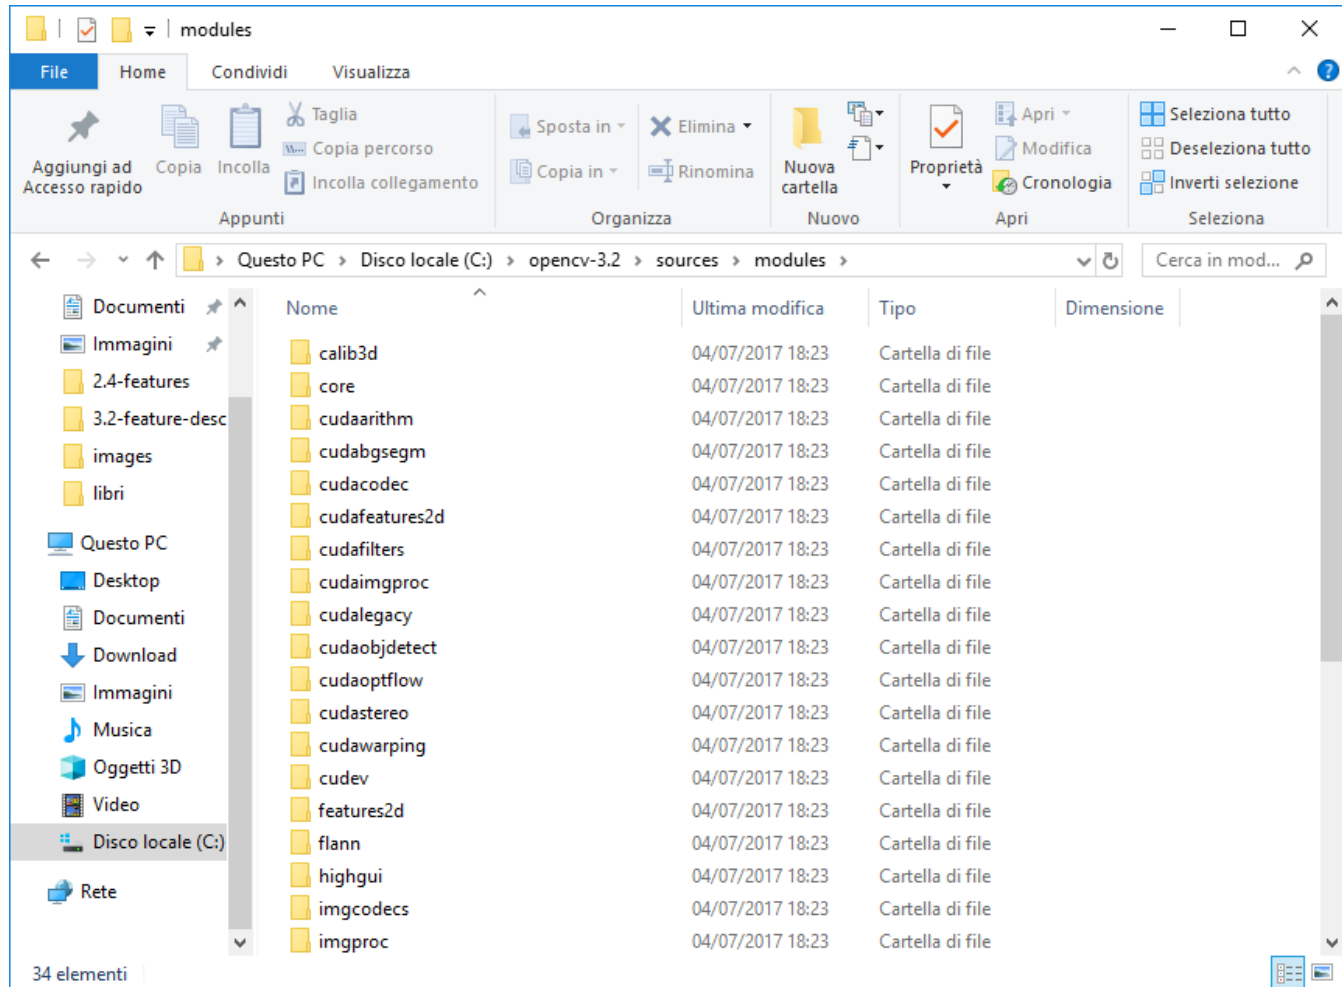 modules
File Home Condividi Visualizza
Aggiungi ad Accesso rapido
Copia
Incolla
Taglia
Copia percorso
Incolla collegamento
Appunti
Sposta in
Copia in
Elimina
Rinomina
Organizza
Nuova cartella
Nuovo
Proprietà
Apri
Modifica
Cronologia
Apri
Seleziona tutto
Deseleziona tutto
Inverti selezione
Seleziona
Questo PC > Disco locale (C:) > opencv-3.2 > sources > modules >
Cerca in mod...
Documenti
Immagini
2.4-features
3.2-feature-desc
images
libri
Questo PC
Desktop
Documenti
Download
Immagini
Musica
Oggetti 3D
Video
Disco locale (C:)
Rete
Nome Ultima modifica Tipo Dimensione
calib3d 04/07/2017 18:23 Cartella di file
core 04/07/2017 18:23 Cartella di file
cudaarithm 04/07/2017 18:23 Cartella di file
cudabgsegm 04/07/2017 18:23 Cartella di file
cudacodec 04/07/2017 18:23 Cartella di file
cudafeatures2d 04/07/2017 18:23 Cartella di file
cudafilters 04/07/2017 18:23 Cartella di file
cudaimgproc 04/07/2017 18:23 Cartella di file
cudalegacy 04/07/2017 18:23 Cartella di file
cudaobjdetect 04/07/2017 18:23 Cartella di file
cudaoptflow 04/07/2017 18:23 Cartella di file
cudastereo 04/07/2017 18:23 Cartella di file
cudawarping 04/07/2017 18:23 Cartella di file
cudev 04/07/2017 18:23 Cartella di file
features2d 04/07/2017 18:23 Cartella di file
flann 04/07/2017 18:23 Cartella di file
highgui 04/07/2017 18:23 Cartella di file
imgcodecs 04/07/2017 18:23 Cartella di file
imgproc 04/07/2017 18:23 Cartella di file
34 elementi